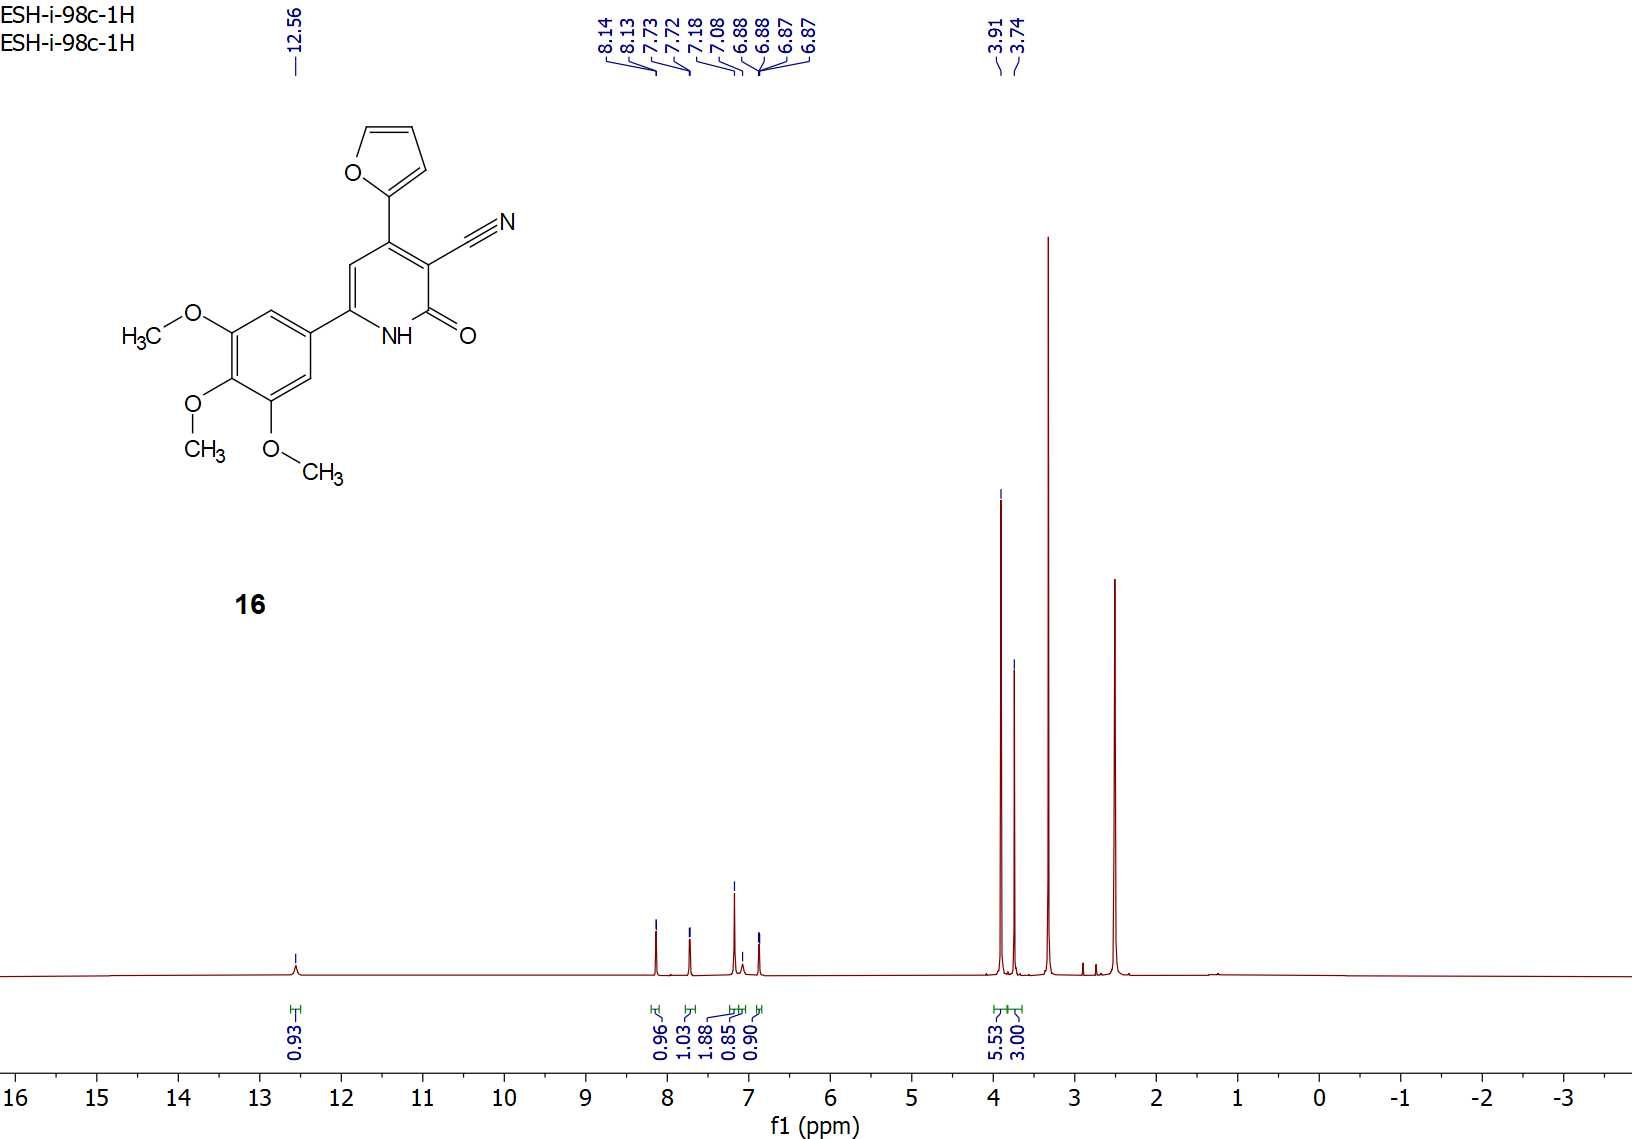 ESH-i-98c-1H
ESH-i-98c-1H
12.56
8.14
8.13
7.73
7.72
7.18
7.08
6.88
6.88
6.87
6.87
3.91
3.74
O
N
O
H3C
NH
O
O
CH3
O
CH3
16
0.93
0.96
1.03
1.88
0.85
0.90
5.53
3.00
16 15 14 13 12 11 10 9 8 7 6 5 4 3 2 1 0 -1 -2 -3
f1 (ppm)